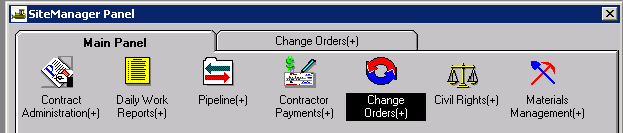 SiteManager Panel
Main Panel
Change Orders(+)
Contract
Administration(+)
Daily Work
Reports(+)
Pipeline(+)
Contractor
Payments(+)
Change
Orders(+)
Civil Rights(+)
Materials
Management(+)